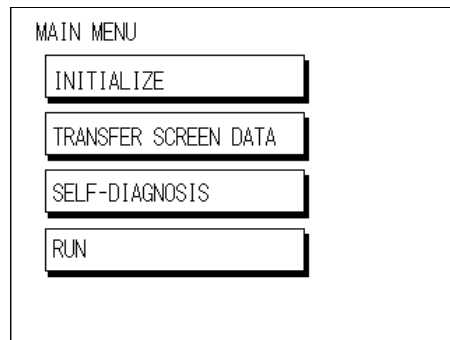 MAIN MENU
INITIALIZE
TRANSFER SCREEN DATA
SELF-DIAGNOSIS
RUN